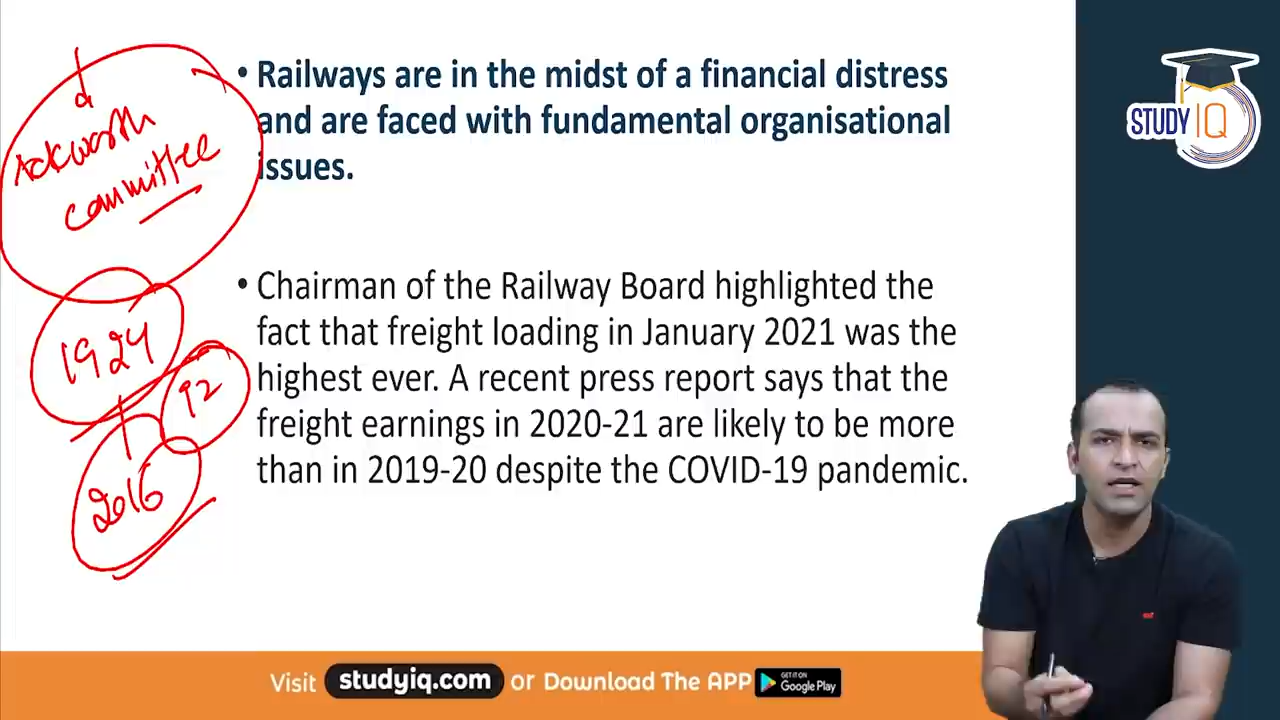 • Railways are in the midst of a financial distress
and are faced with fundamental organisational
issues.
• Chairman of the Railway Board highlighted the
fact that freight loading in January 2021 was the
highest ever. A recent press report says that the
freight earnings in 2020-21 are likely to be more
than in 2019-20 despite the COVID-19 pandemic.
Ackworth
committee
1924
92
2016
STUDY IQ
Visit studyiq.com or Download The APP GET IT ON Google Play